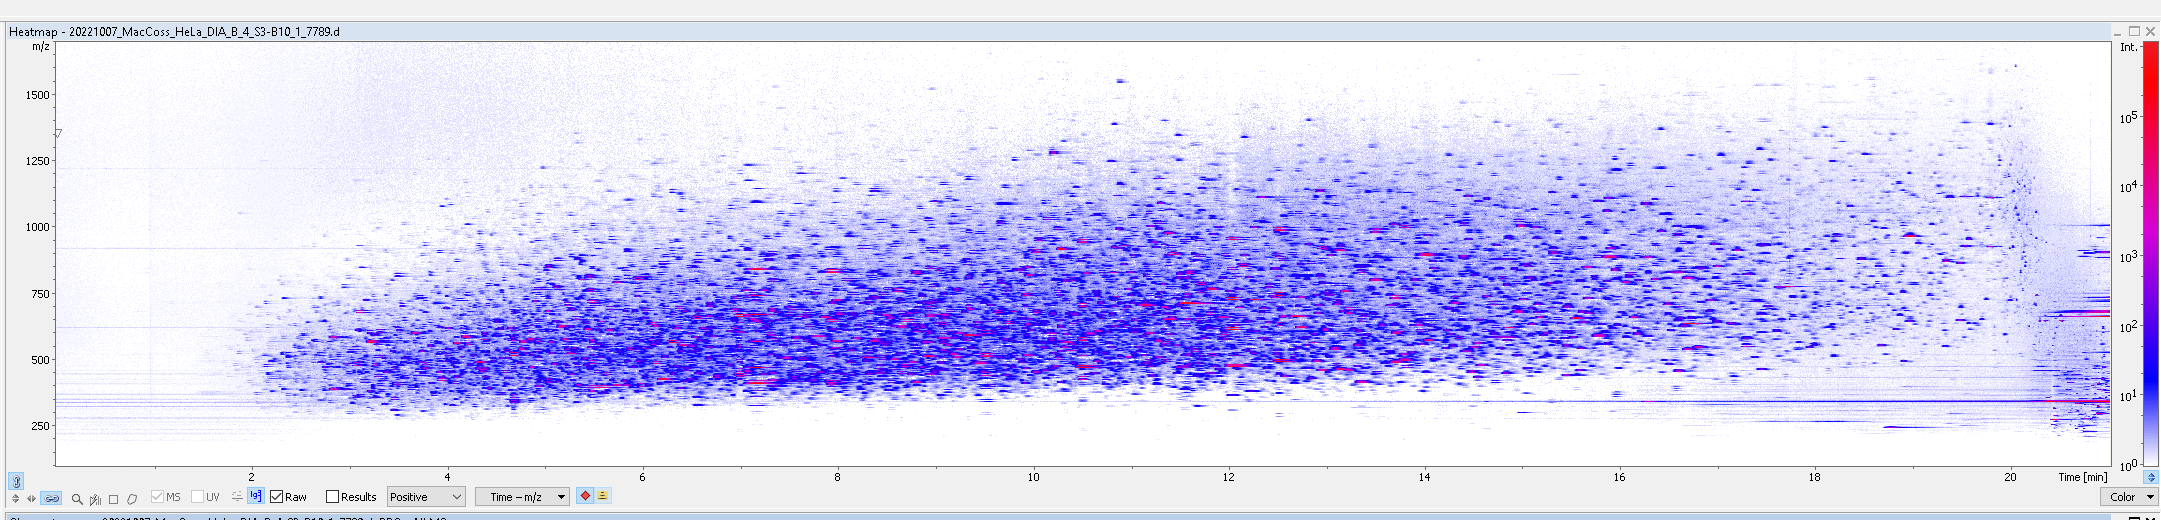 Heatmap - 20221007_MacCoss_HeLa_DIA_B_4_S3-B10_1_7789.d
m/z
1500
1250
1000
750
500
250
2 4 6 8 10 12 14 16 18 20 Time [min]
Int.
10^5
10^4
10^3
10^2
10^1
10^0
MS UV lg Raw Results Positive Time – m/z Color